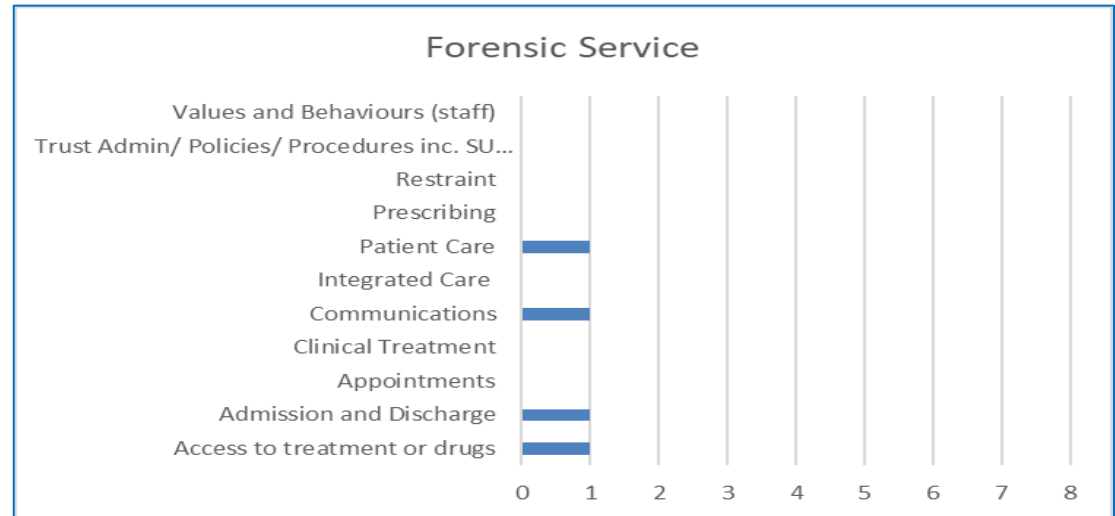 Forensic Service
Values and Behaviours (staff)
Trust Admin/ Policies/ Procedures inc. SU...
Restraint
Prescribing
Patient Care
Integrated Care
Communications
Clinical Treatment
Appointments
Admission and Discharge
Access to treatment or drugs
0 1 2 3 4 5 6 7 8